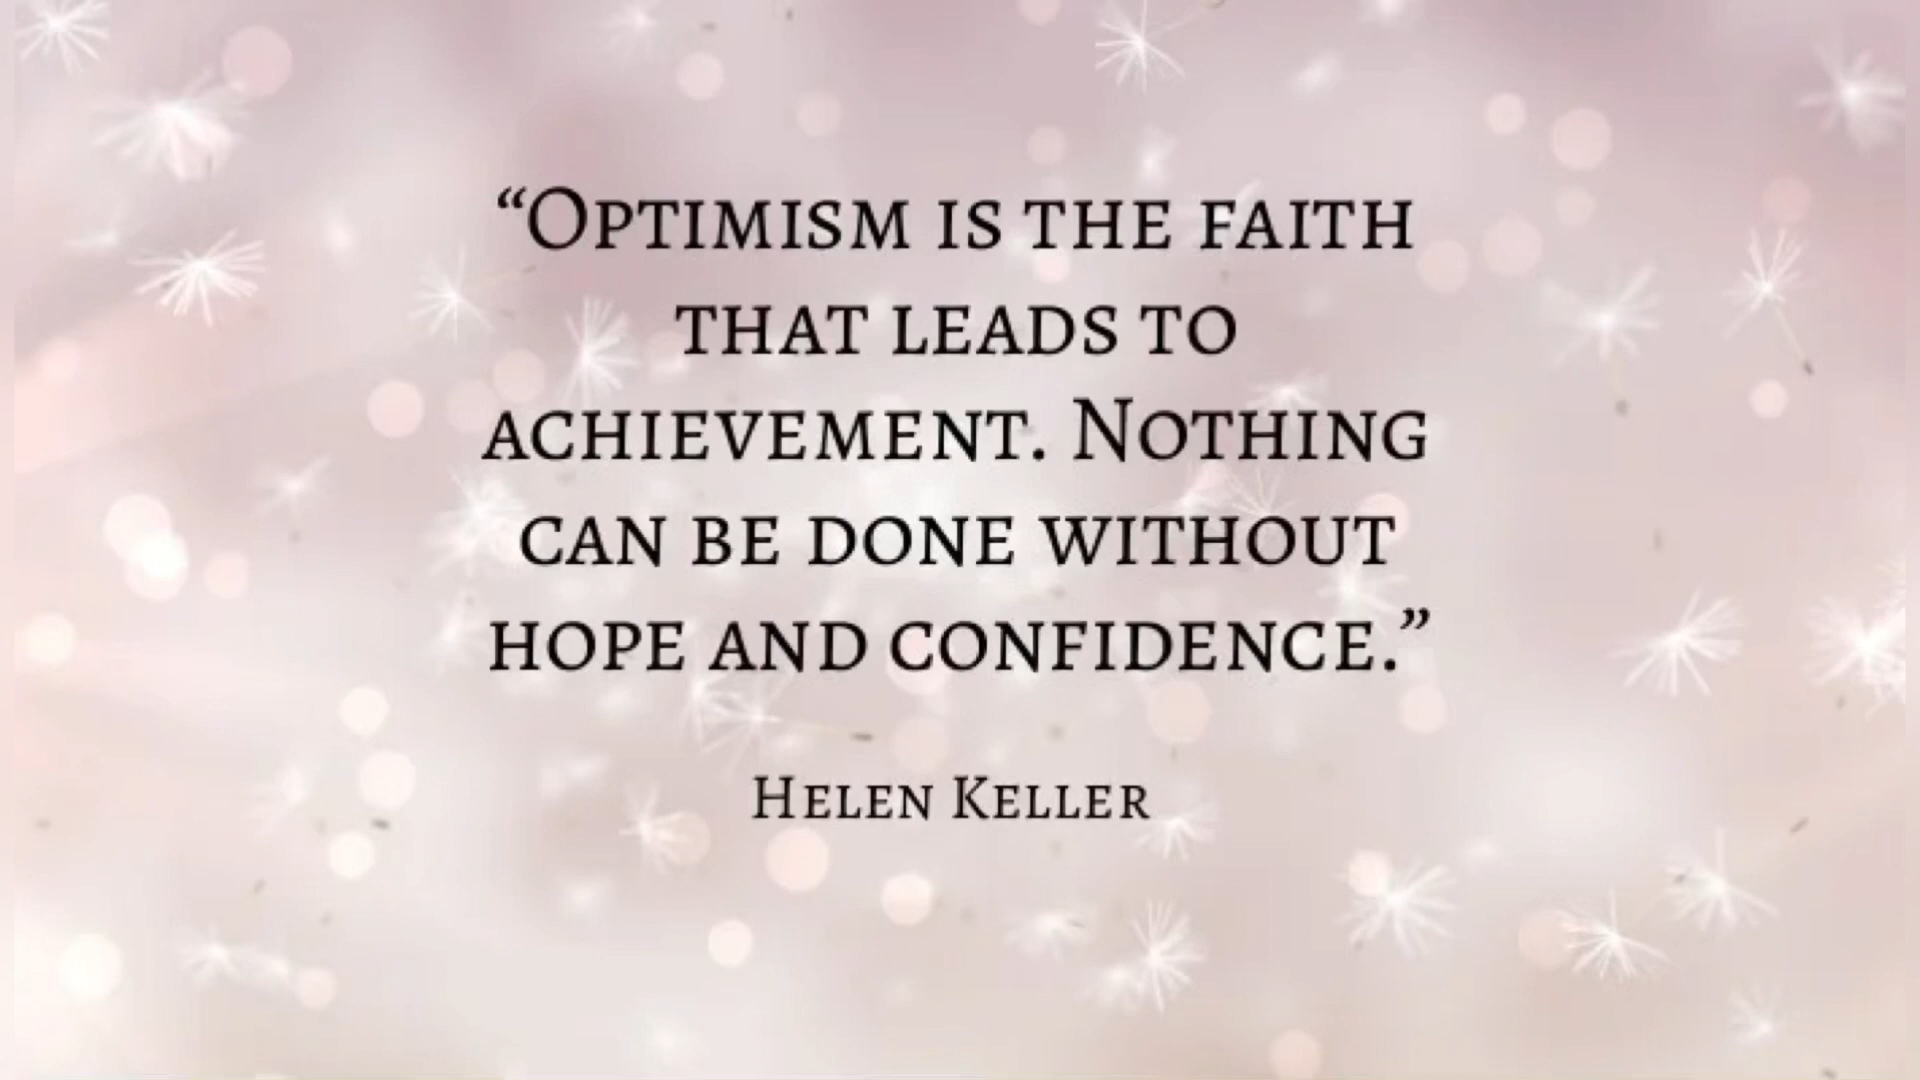 “Optimism is the faith
that leads to
achievement. Nothing
can be done without
hope and confidence.”
Helen Keller